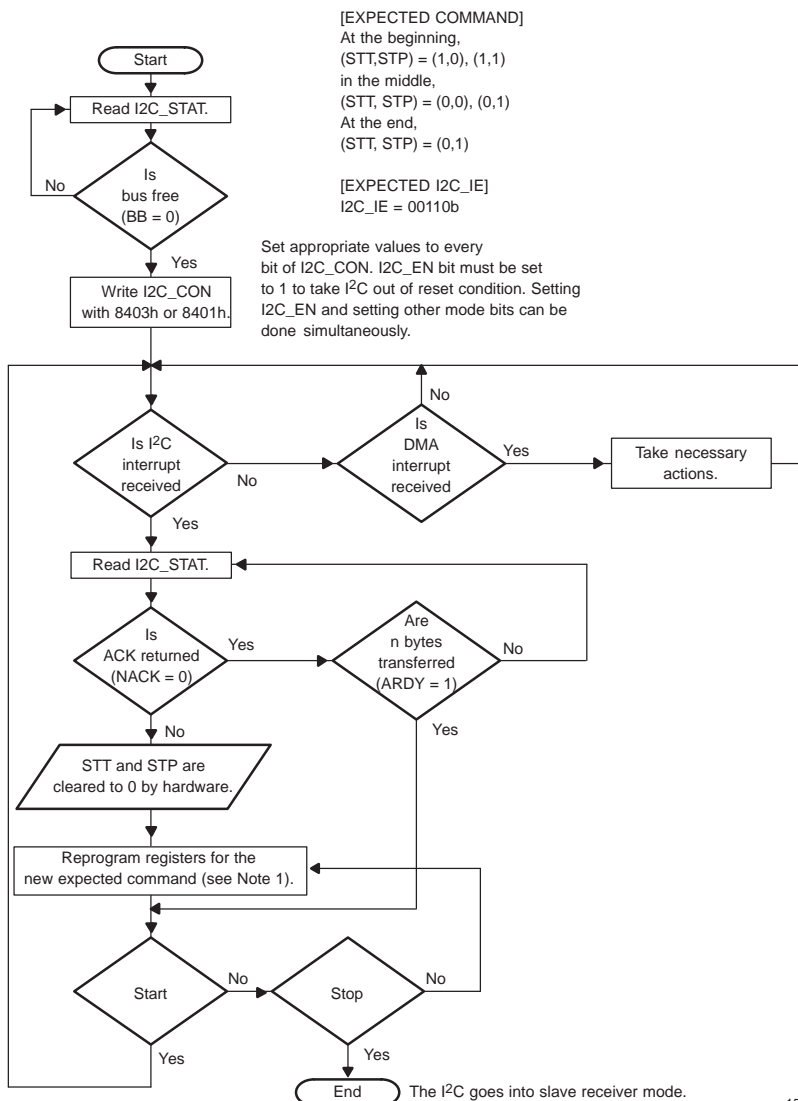 [EXPECTED COMMAND]
At the beginning,
(STT,STP) = (1,0), (1,1)
in the middle,
(STT, STP) = (0,0), (0,1)
At the end,
(STT, STP) = (0,1)
[EXPECTED I2C_IE]
I2C_IE = 00110b
Start
Read I2C_STAT.
Is
bus free
(BB = 0)
No
Yes
Set appropriate values to every
bit of I2C_CON. I2C_EN bit must be set
to 1 to take I2C out of reset condition. Setting
I2C_EN and setting other mode bits can be
done simultaneously.
Write I2C_CON
with 8403h or 8401h.
Is I2C
interrupt
received
No
Yes
Is
DMA
interrupt
received
No
Yes
Take necessary
actions.
Read I2C_STAT.
Is
ACK returned
(NACK = 0)
Yes
No
Are
n bytes
transferred
(ARDY = 1)
No
Yes
STT and STP are
cleared to 0 by hardware.
Reprogram registers for the
new expected command (see Note 1).
Start
No
Yes
Stop
No
Yes
End
The I2C goes into slave receiver mode.